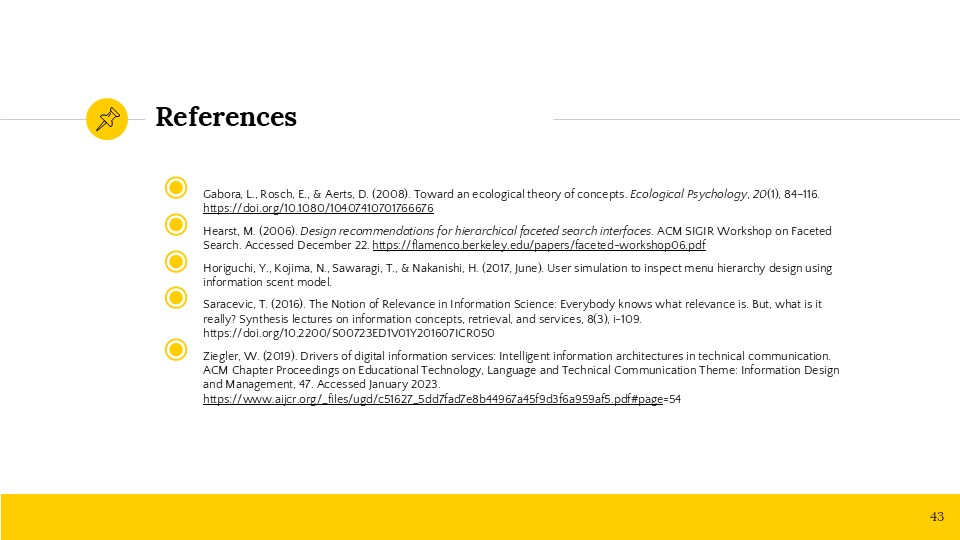 References
Gabora, L., Rosch, E., & Aerts, D. (2008). Toward an ecological theory of concepts. Ecological Psychology, 20(1), 84–116.
https://doi.org/10.1080/10407410701766676
Hearst, M. (2006). Design recommendations for hierarchical faceted search interfaces. ACM SIGIR Workshop on Faceted
Search. Accessed December 22. https://flamenco.berkeley.edu/papers/faceted-workshop06.pdf
Horiguchi, Y., Kojima, N., Sawaragi, T., & Nakanishi, H. (2017, June). User simulation to inspect menu hierarchy design using
information scent model.
Saracevic, T. (2016). The Notion of Relevance in Information Science: Everybody knows what relevance is. But, what is it
really? Synthesis lectures on information concepts, retrieval, and services, 8(3), i–109.
https://doi.org/10.2200/S00723ED1V01Y201607ICR050
Ziegler, W. (2019). Drivers of digital information services: Intelligent information architectures in technical communication.
ACM Chapter Proceedings on Educational Technology, Language and Technical Communication Theme: Information Design
and Management, 47. Accessed January 2023.
https://www.aijcr.org/_files/ugd/c51627_5dd7fad7e8b44967a45f9d3f6a959af5.pdf#page=54
43